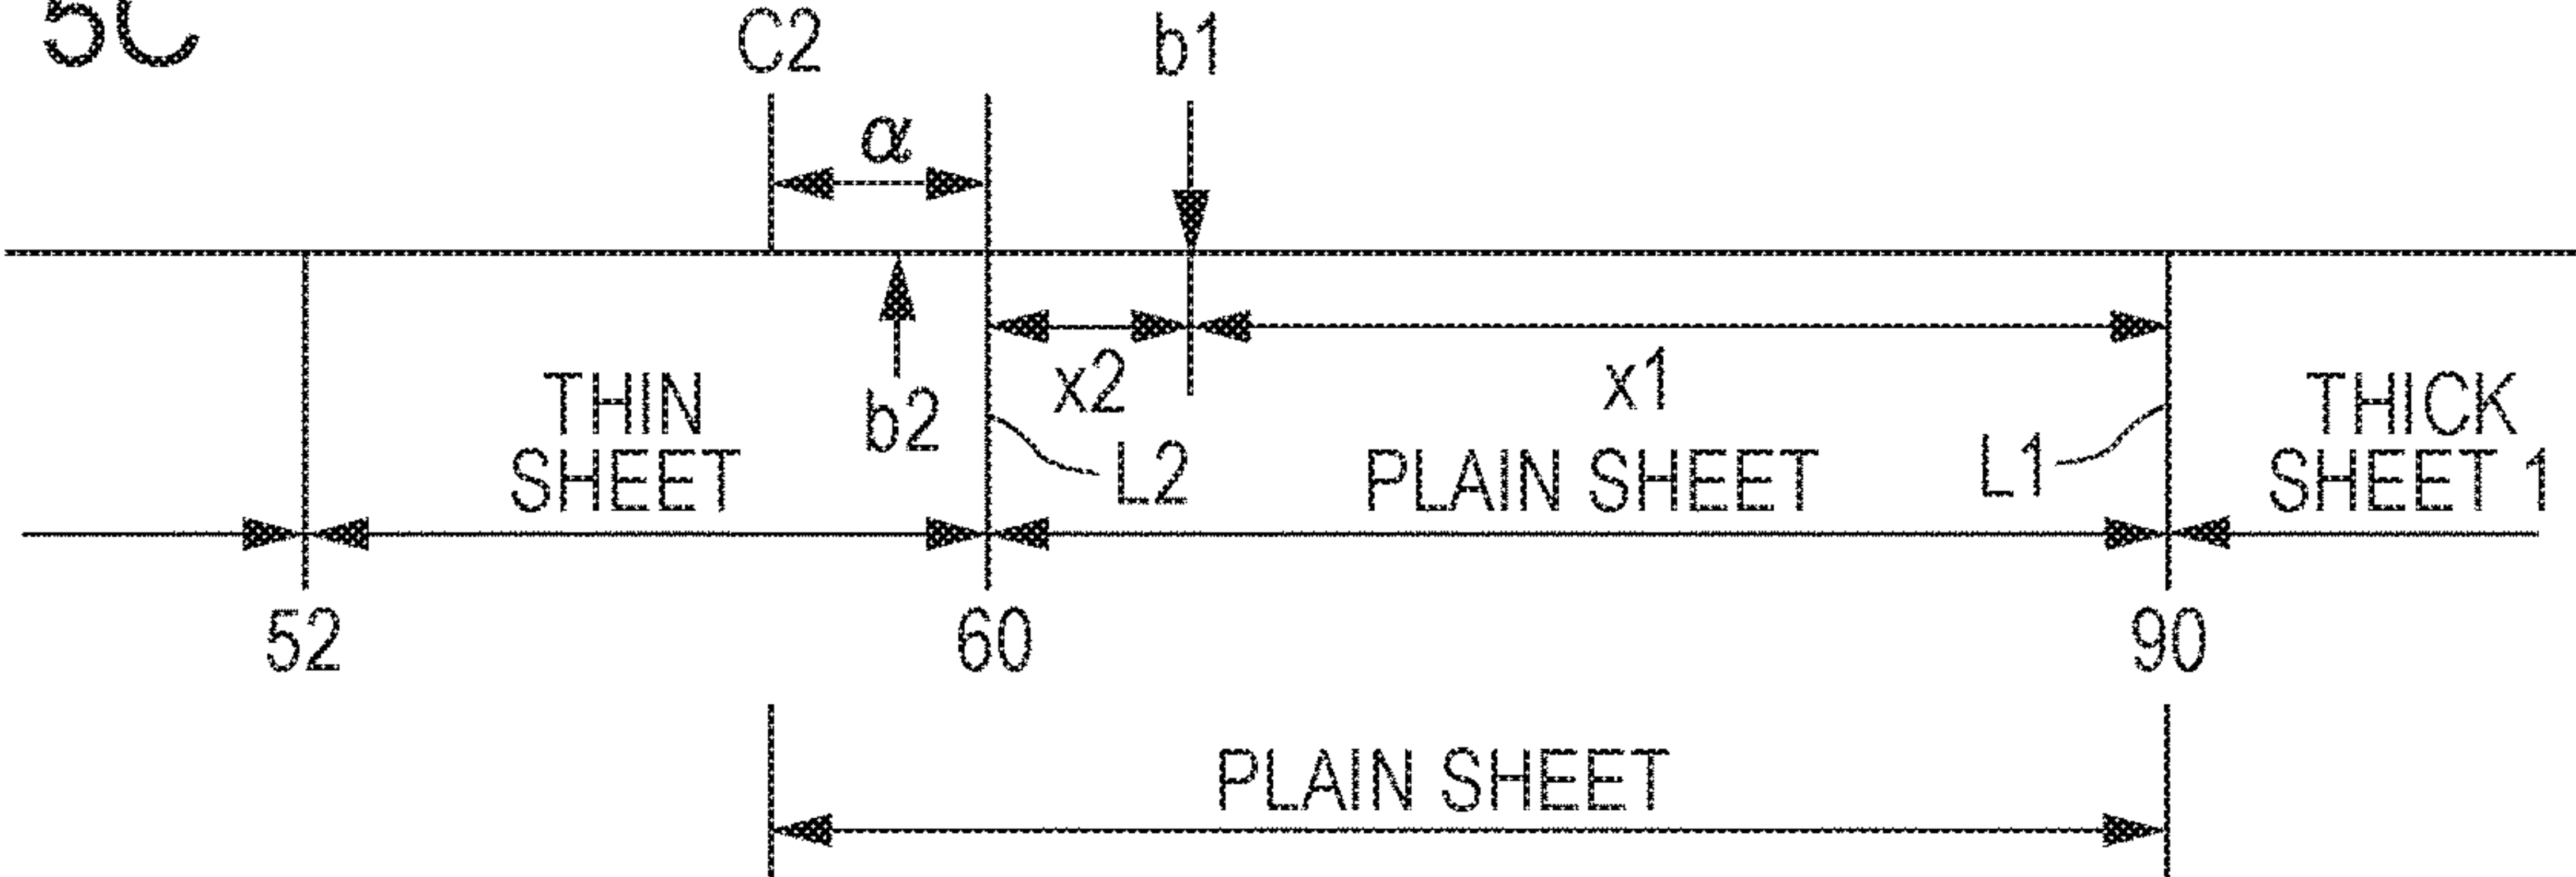 5C
C2
b1
α
x2
x1
b2
THIN
SHEET
L2
PLAIN SHEET
L1
THICK
SHEET 1
52
60
90
PLAIN SHEET